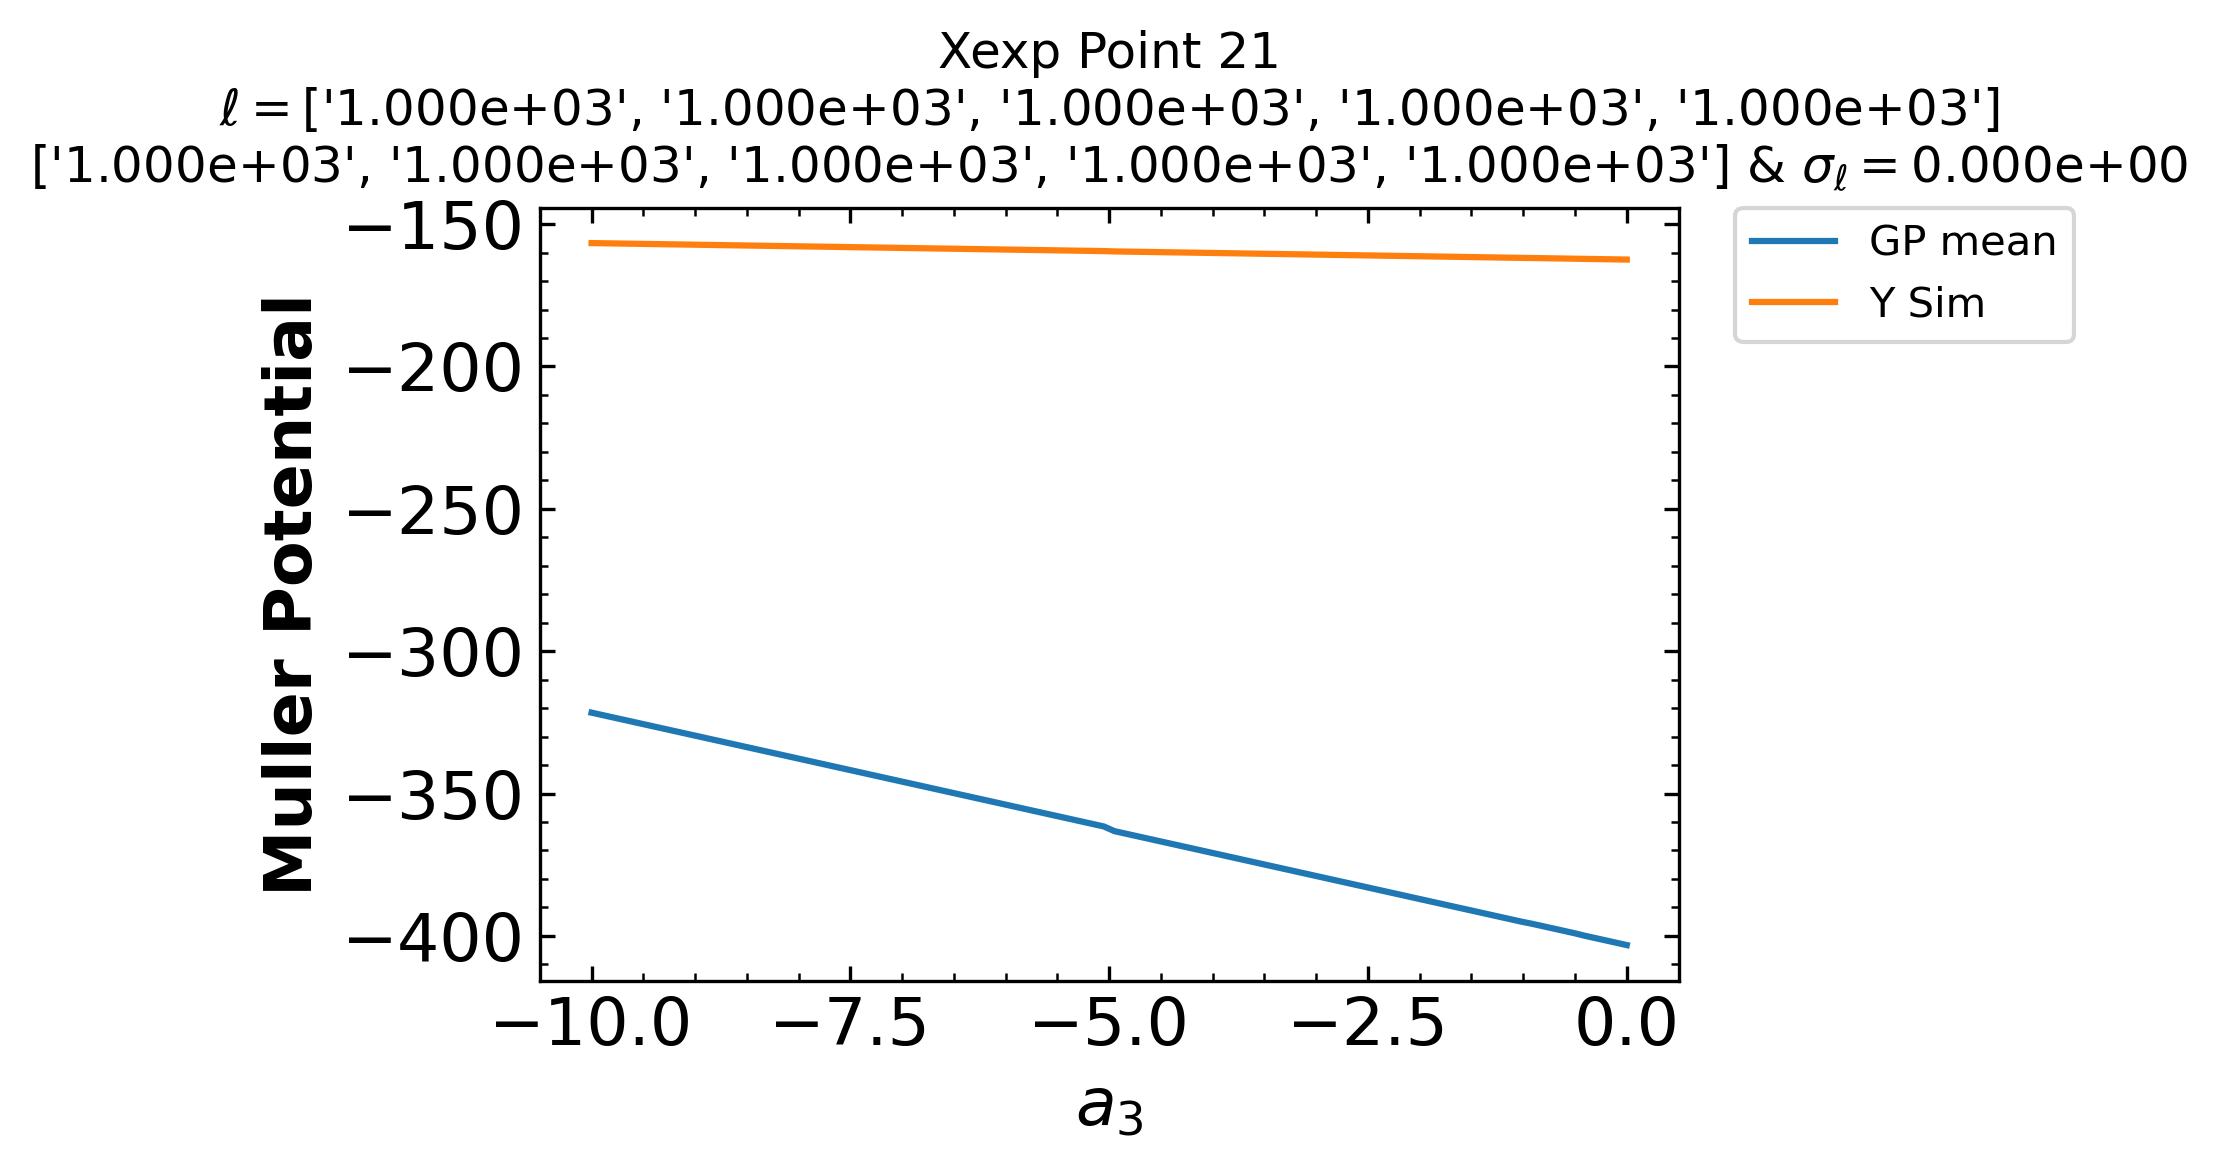 Xexp Point 21
ℓ = ['1.000e+03', '1.000e+03', '1.000e+03', '1.000e+03', '1.000e+03']
['1.000e+03', '1.000e+03', '1.000e+03', '1.000e+03', '1.000e+03'] & σℓ = 0.000e+00
GP mean
Y Sim
Muller Potential
−150
−200
−250
−300
−350
−400
−10.0
−7.5
−5.0
−2.5
0.0
a₃